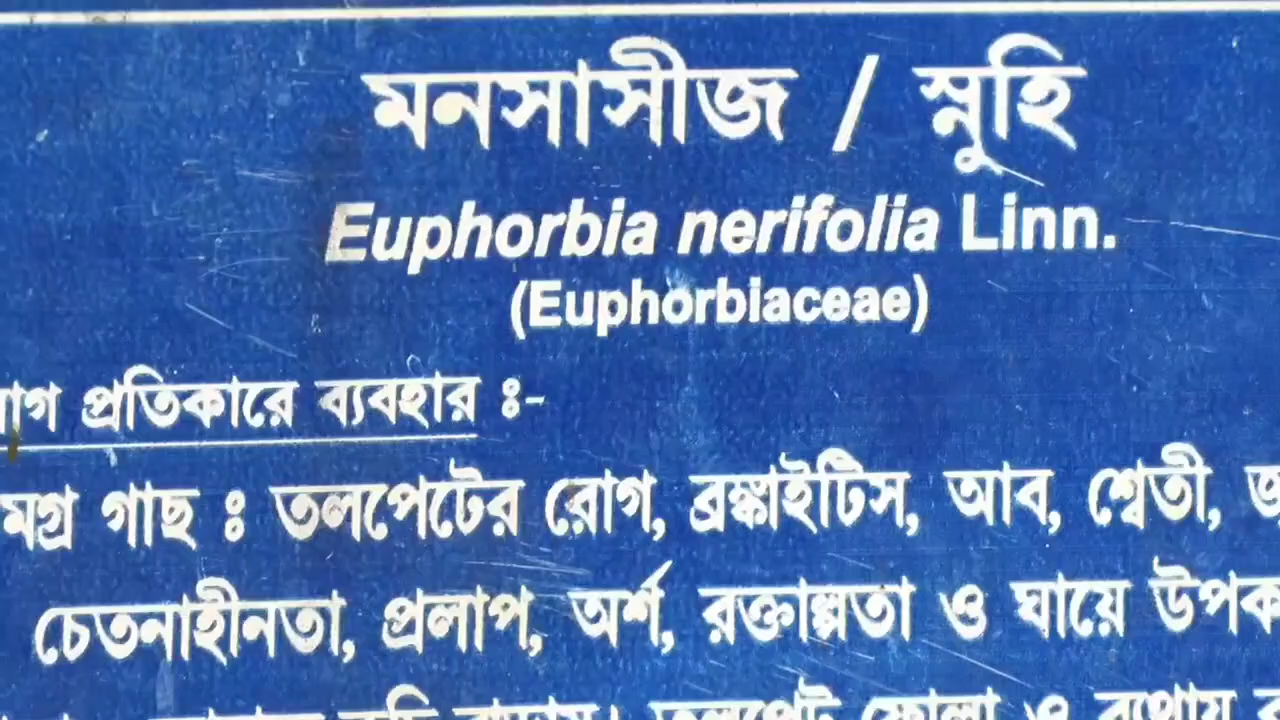 মনসাসীজ / স্নুহি
Euphorbia nerifolia Linn.
(Euphorbiaceae)
প্রতিকারে ব্যবহার ঃ-
গাছ ঃ তলপেটের রোগ, ব্রঙ্কাইটিস, আব, শ্বেতী,
চেতনাহীনতা, প্রলাপ, অর্শ, রক্তাল্পতা ও ঘায়ে